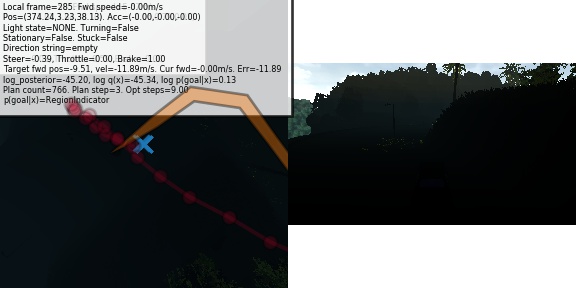 Local frame=285: Fwd speed=-0.00m/s
Pos=(374.24,3.23,38.13). Acc=(-0.00,-0.00,-0.00)
Light state=NONE. Turning=False
Stationary=False. Stuck=False
Direction string=empty
Steer=-0.39, Throttle=0.00, Brake=1.00
Target fwd pos=-9.51, vel=-11.89m/s. Cur fwd=-0.00m/s. Err=-11.89
log_posterior=-45.20, log q(x)=-45.34, log p(goal|x)=0.13
Plan count=766. Plan step=3. Opt steps=9.00
p(goal|x)=RegionIndicator